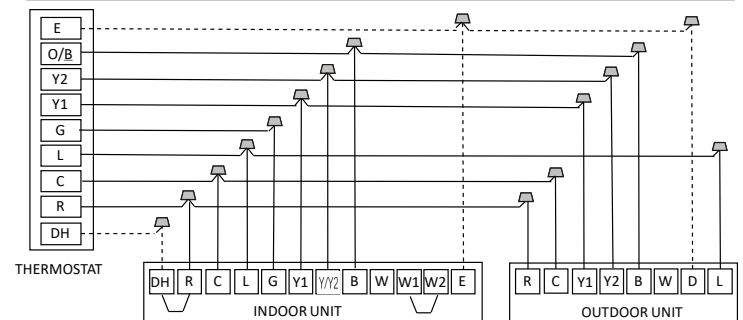 E
O/B
Y2
Y1
G
L
C
R
DH
THERMOSTAT
DH R C L G Y1 Y/Y2 B W W1 W2 E
INDOOR UNIT
R C Y1 Y2 B W D L
OUTDOOR UNIT